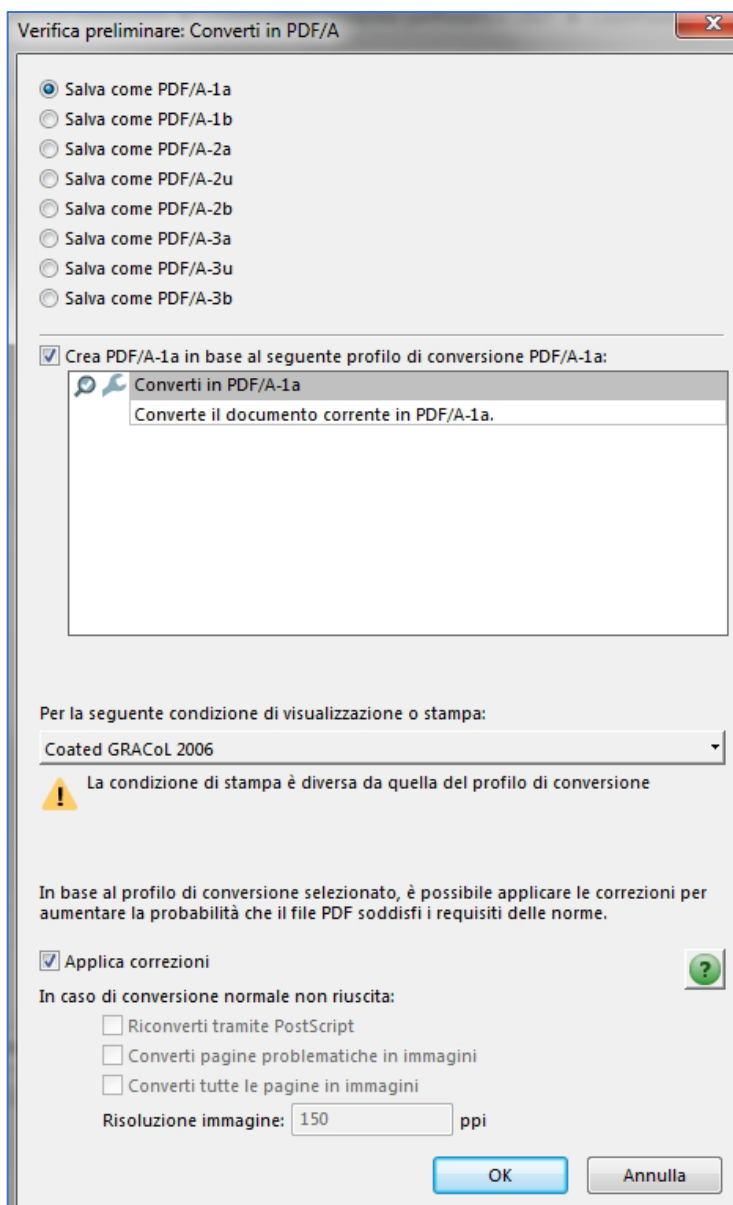 Verifica preliminare: Converti in PDF/A
Salva come PDF/A-1a
Salva come PDF/A-1b
Salva come PDF/A-2a
Salva come PDF/A-2u
Salva come PDF/A-2b
Salva come PDF/A-3a
Salva come PDF/A-3u
Salva come PDF/A-3b
Crea PDF/A-1a in base al seguente profilo di conversione PDF/A-1a:
Converti in PDF/A-1a
Converte il documento corrente in PDF/A-1a.
Per la seguente condizione di visualizzazione o stampa:
Coated GRACoL 2006
La condizione di stampa è diversa da quella del profilo di conversione
In base al profilo di conversione selezionato, è possibile applicare le correzioni per
aumentare la probabilità che il file PDF soddisfi i requisiti delle norme.
Applica correzioni
In caso di conversione normale non riuscita:
Riconverti tramite PostScript
Converti pagine problematiche in immagini
Converti tutte le pagine in immagini
Risoluzione immagine: 150 ppi
OK Annulla